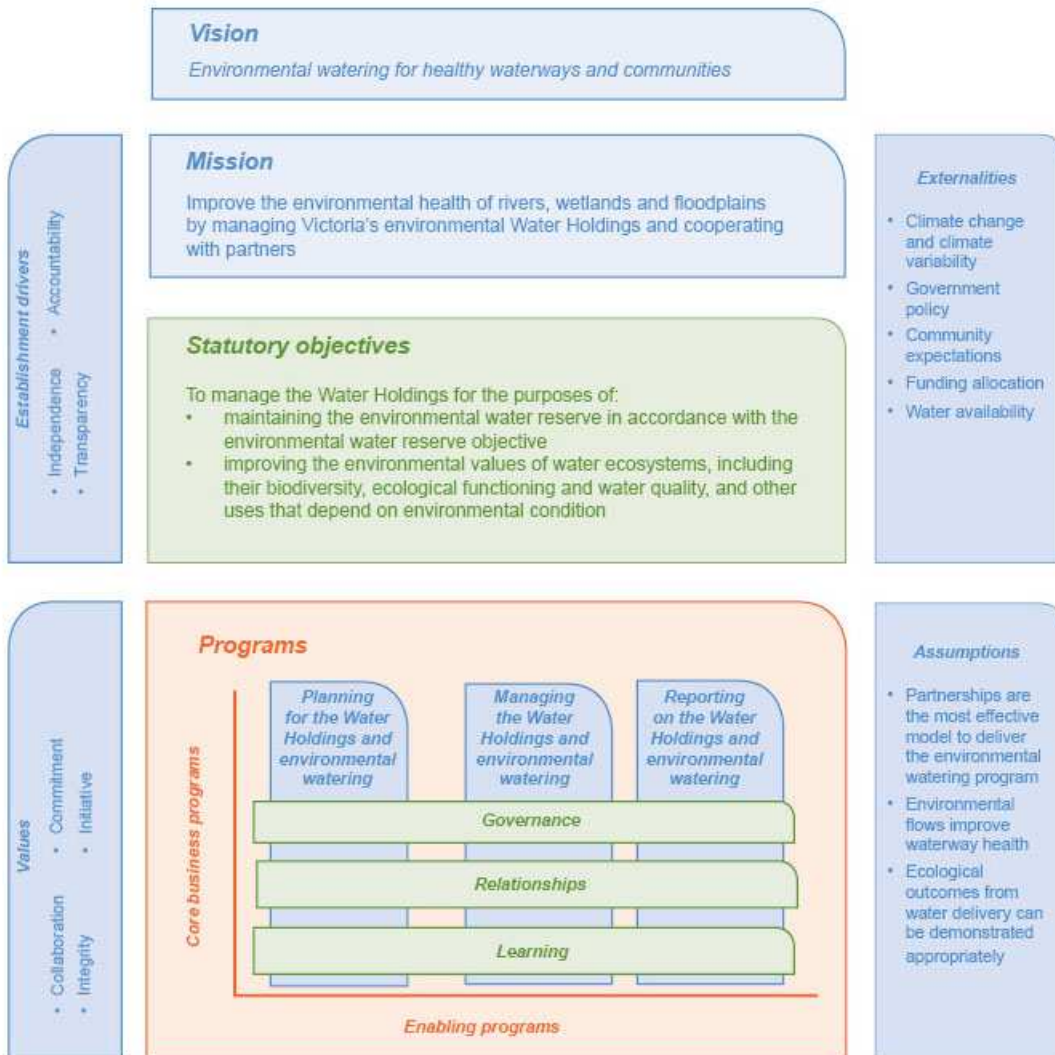 Vision
Environmental watering for healthy waterways and communities
Mission
Improve the environmental health of rivers, wetlands and floodplains
by managing Victoria's environmental Water Holdings and cooperating
with partners
Establishment drivers
• Independence • Accountability
• Transparency
Statutory objectives
To manage the Water Holdings for the purposes of:
• maintaining the environmental water reserve in accordance with the
environmental water reserve objective
• improving the environmental values of water ecosystems, including
their biodiversity, ecological functioning and water quality, and other
uses that depend on environmental condition
Externalities
• Climate change
and climate
variability
• Government
policy
• Community
expectations
• Funding allocation
• Water availability
Values
• Collaboration • Commitment
• Integrity • Initiative
Programs
Core business programs
Planning
for the Water
Holdings and
environmental
watering
Managing
the Water
Holdings and
environmental
watering
Reporting
on the Water
Holdings and
environmental
watering
Governance
Relationships
Learning
Enabling programs
Assumptions
• Partnerships are
the most effective
model to deliver
the environmental
watering program
• Environmental
flows improve
waterway health
• Ecological
outcomes from
water delivery can
be demonstrated
appropriately